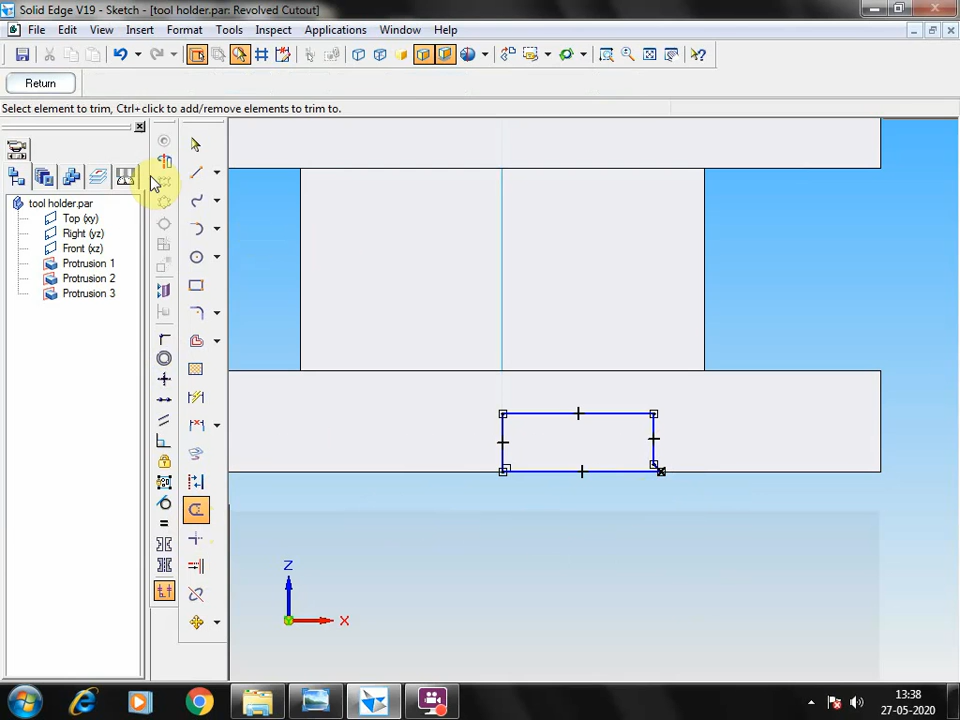 Solid Edge V19 - Sketch - [tool holder.par: Revolved Cutout]
File Edit View Insert Format Tools Inspect Applications Window Help
Return
Select element to trim, Ctrl+click to add/remove elements to trim to.
tool holder.par
Top (xy)
Right (yz)
Front (xz)
Protrusion 1
Protrusion 2
Protrusion 3
Z
X
13:38
27-05-2020